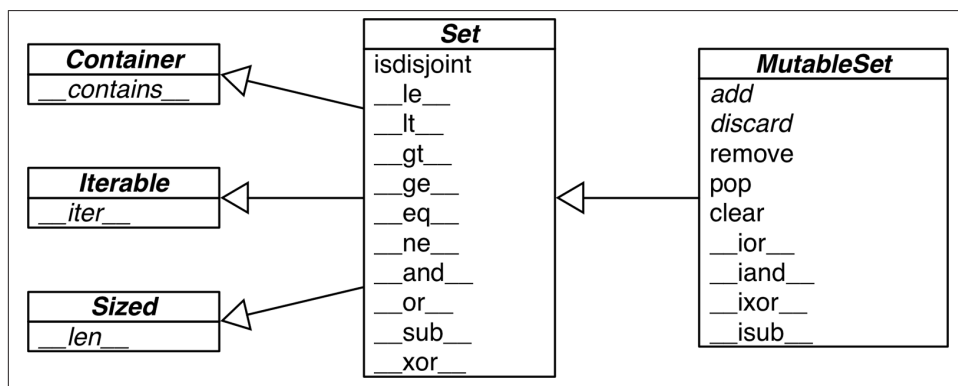 Container
__contains__
Iterable
__iter__
Sized
__len__
Set
isdisjoint
__le__
__lt__
__gt__
__ge__
__eq__
__ne__
__and__
__or__
__sub__
__xor__
MutableSet
add
discard
remove
pop
clear
__ior__
__iand__
__ixor__
__isub__